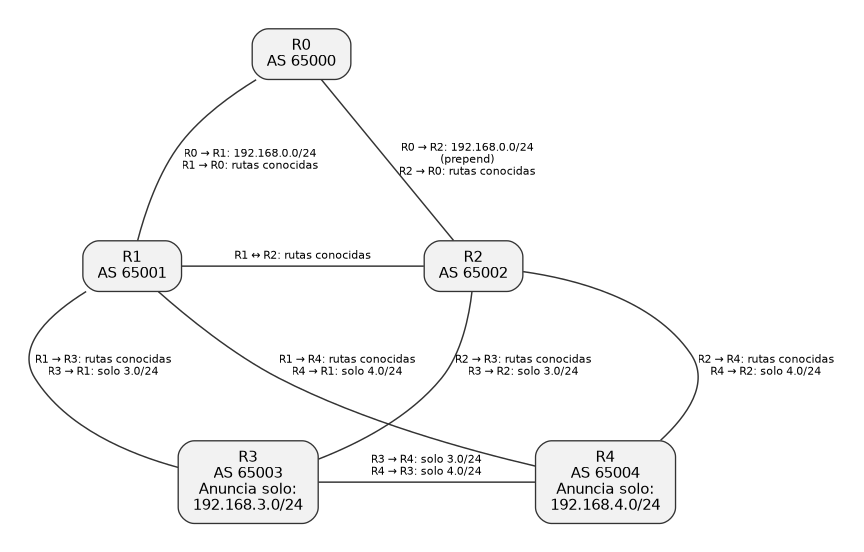 R0
AS 65000
R0 → R1: 192.168.0.0/24
R1 → R0: rutas conocidas
R0 → R2: 192.168.0.0/24
(prepend)
R2 → R0: rutas conocidas
R1
AS 65001
R1 ↔ R2: rutas conocidas
R2
AS 65002
R1 → R3: rutas conocidas
R3 → R1: solo 3.0/24
R1 → R4: rutas conocidas
R4 → R1: solo 4.0/24
R2 → R3: rutas conocidas
R3 → R2: solo 3.0/24
R2 → R4: rutas conocidas
R4 → R2: solo 4.0/24
R3
AS 65003
Anuncia solo:
192.168.3.0/24
R3 → R4: solo 3.0/24
R4 → R3: solo 4.0/24
R4
AS 65004
Anuncia solo:
192.168.4.0/24